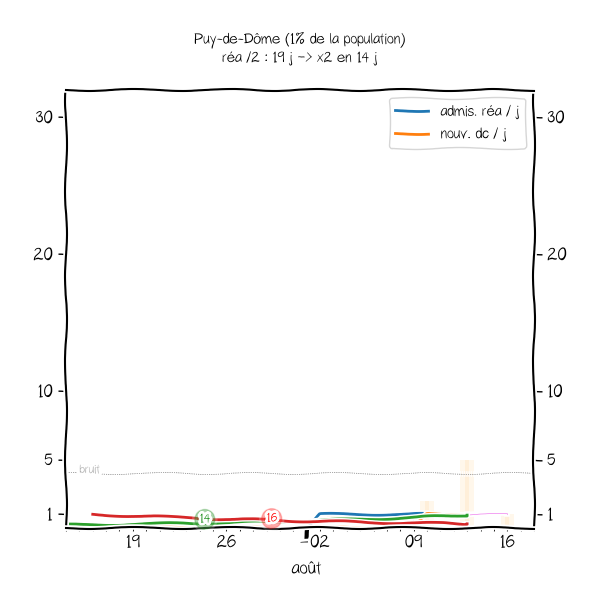 Puy-de-Dôme (1% de la population)
réa /2 : 19 j -> x2 en 14 j
admis. réa / j
nouv. dc / j
30
30
20
20
10
10
5
5
bruit
1
1
14
16
19
26
02
09
16
août